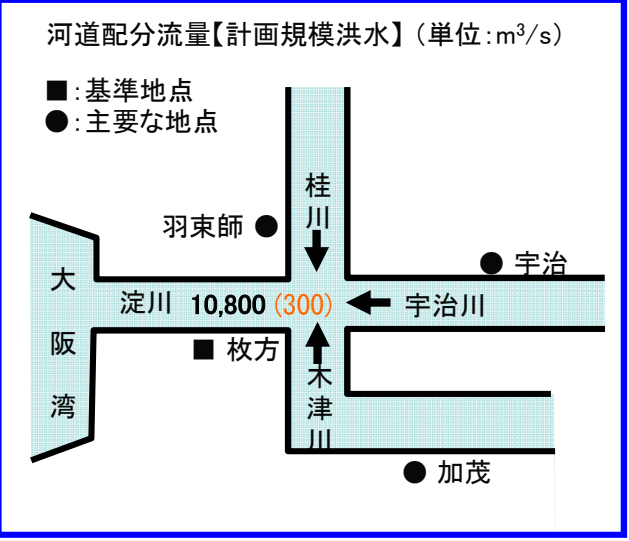 河道配分流量【計画規模洪水】（単位:m³/s）
■:基準地点
●:主要な地点
桂川
羽束師 ●
● 宇治
大阪湾
淀川 10,800 (300)
宇治川
■ 枚方
木津川
● 加茂